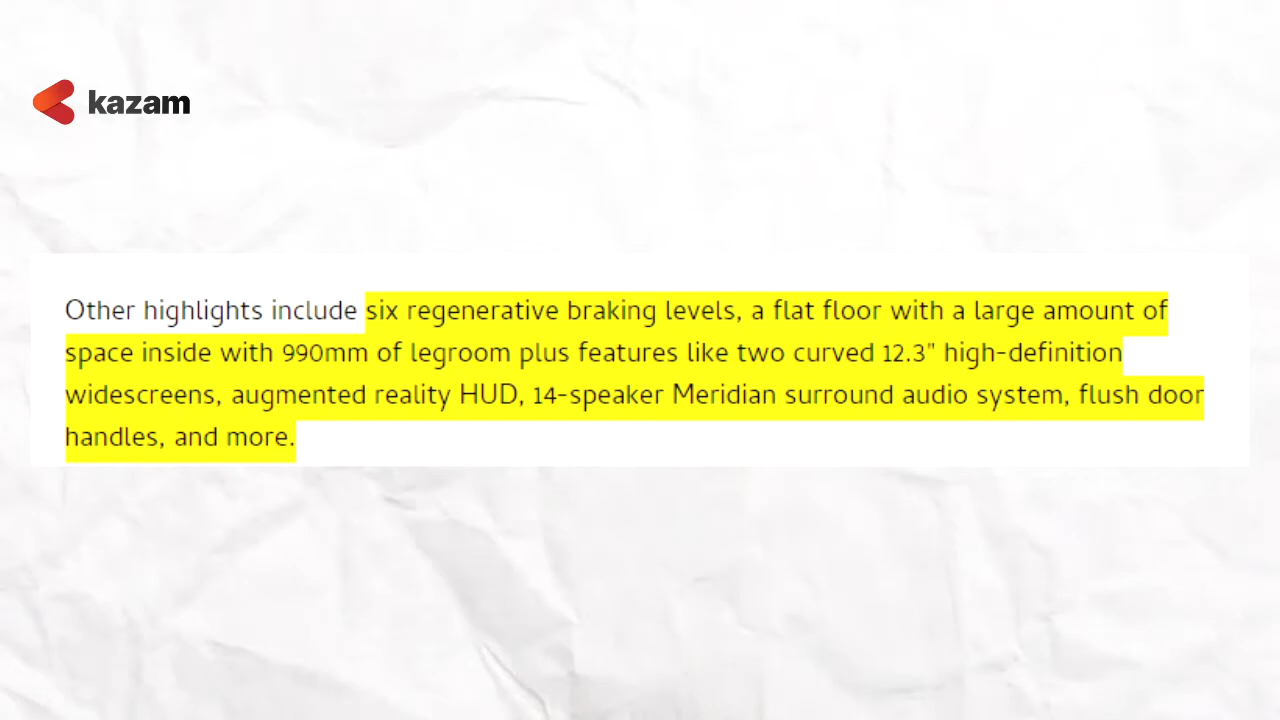 kazam
Other highlights include six regenerative braking levels, a flat floor with a large amount of
space inside with 990mm of legroom plus features like two curved 12.3" high-definition
widescreens, augmented reality HUD, 14-speaker Meridian surround audio system, flush door
handles, and more.